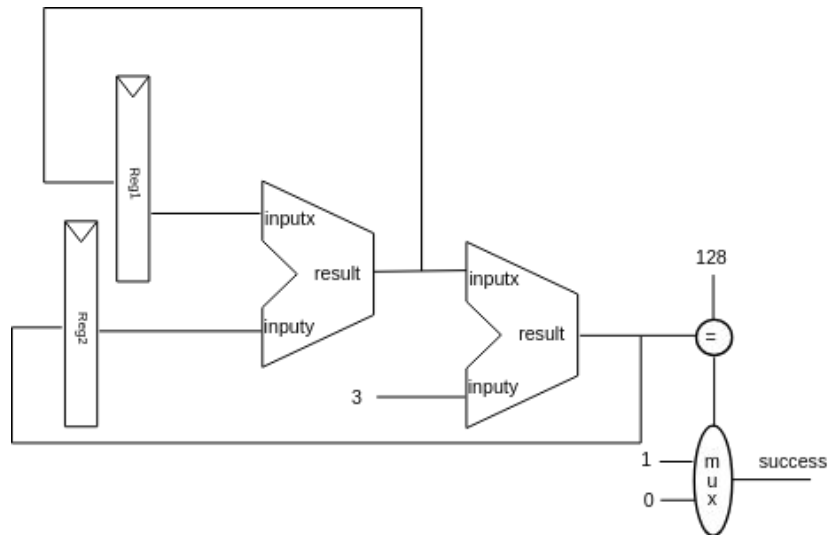 128
Reg1
inputx
result
inputy
Reg2
inputx
result
inputy
3
=
1
0
m
u
x
success